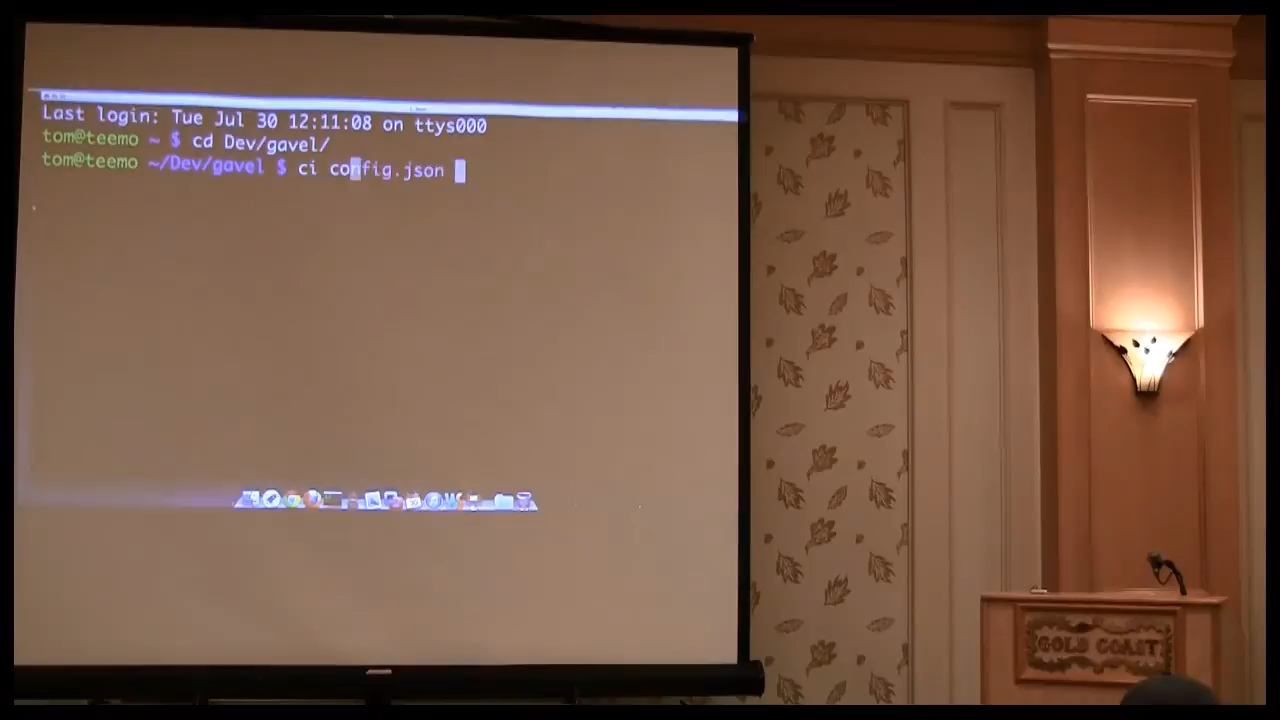 Last login: Tue Jul 30 12:11:08 on ttys000
tom@teemo ~ $ cd Dev/gavel/
tom@teemo ~/Dev/gavel $ ci config.json
GOLD COAST